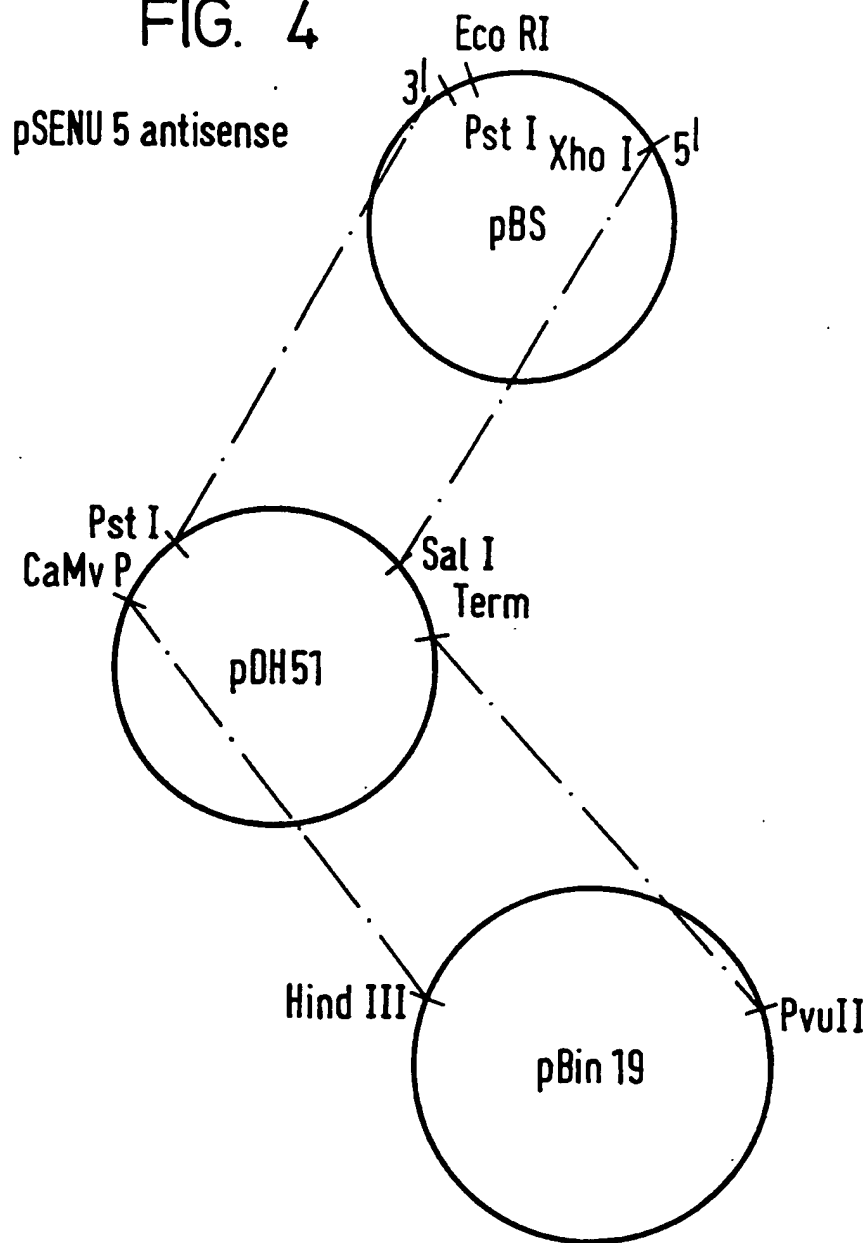 FIG. 4
pSENU 5 antisense
Eco RI
3'
Pst I
Xho I
5'
pBS
Pst I
CaMv P
Sal I
Term
pDH51
Hind III
PvuII
pBin 19